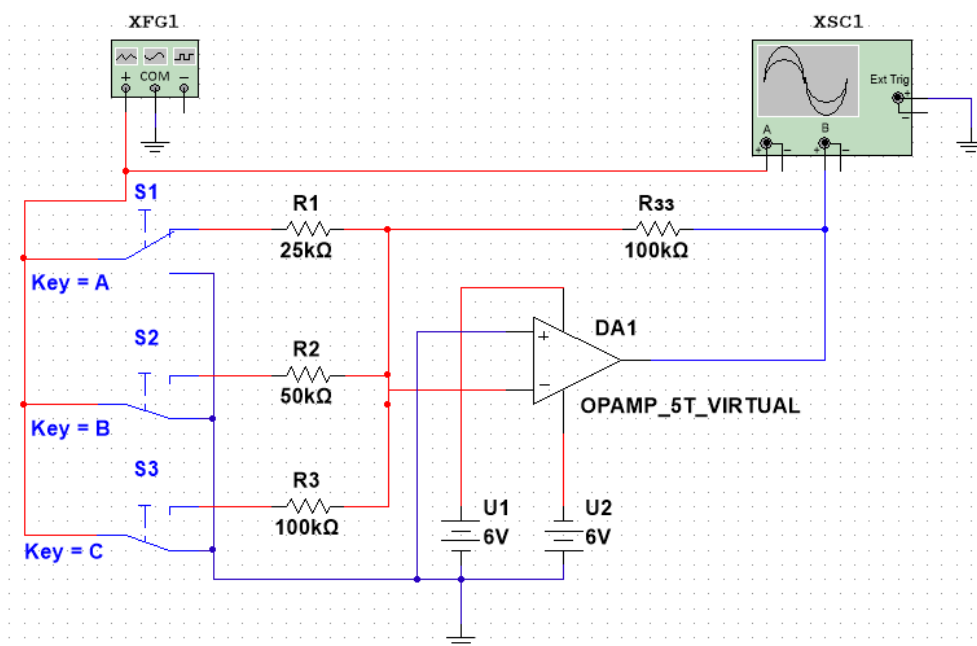 XFG1
XSC1
COM
+
−
Ext Trig
+
−
A
B
+
−
+
−
S1
R1
25kΩ
R33
100kΩ
Key = A
S2
R2
50kΩ
DA1
+
−
OPAMP_5T_VIRTUAL
Key = B
S3
R3
100kΩ
U1
6V
U2
6V
Key = C